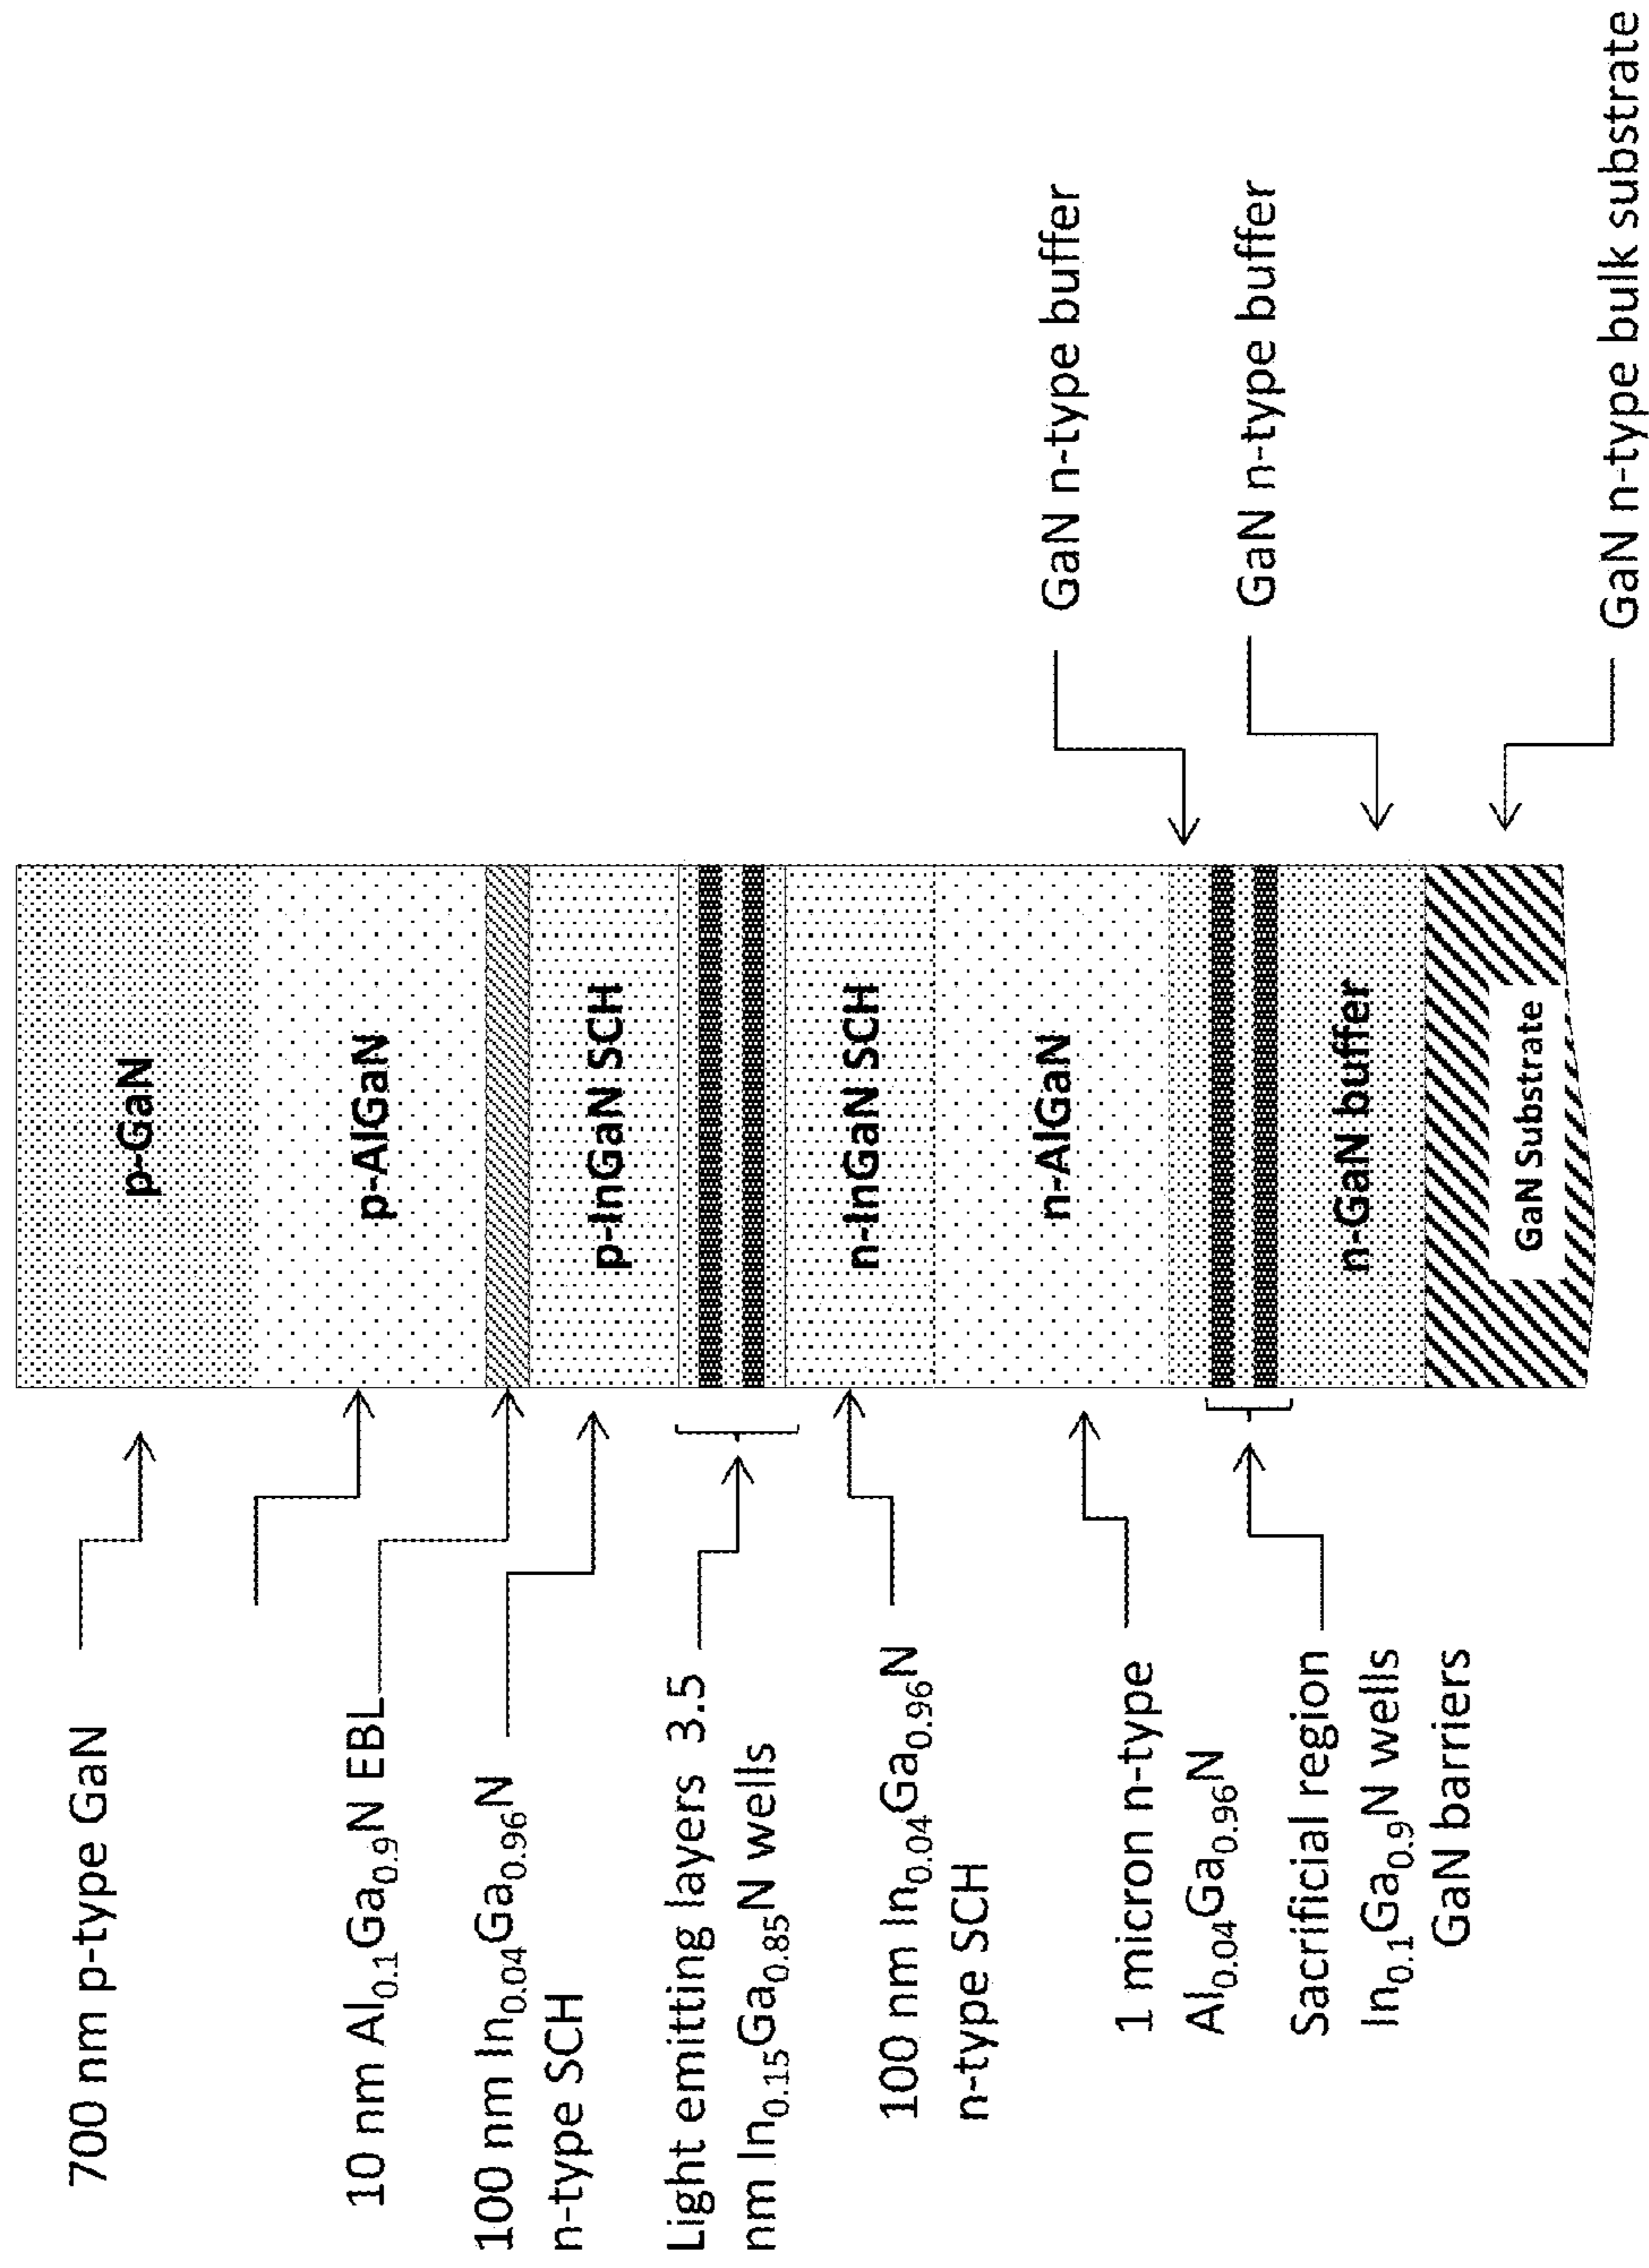 700 nm p-type GaN
10 nm Al0.1Ga0.9N EBL
100 nm In0.04Ga0.96N
n-type SCH
Light emitting layers 3.5
nm In0.15Ga0.85N wells
100 nm In0.04Ga0.96N
n-type SCH
1 micron n-type
Al0.04Ga0.96N
Sacrificial region
In0.1Ga0.9N wells
GaN barriers
p-GaN
p-AlGaN
p-InGaN SCH
n-InGaN SCH
n-AlGaN
n-GaN buffer
GaN Substrate
GaN n-type buffer
GaN n-type buffer
GaN n-type bulk substrate